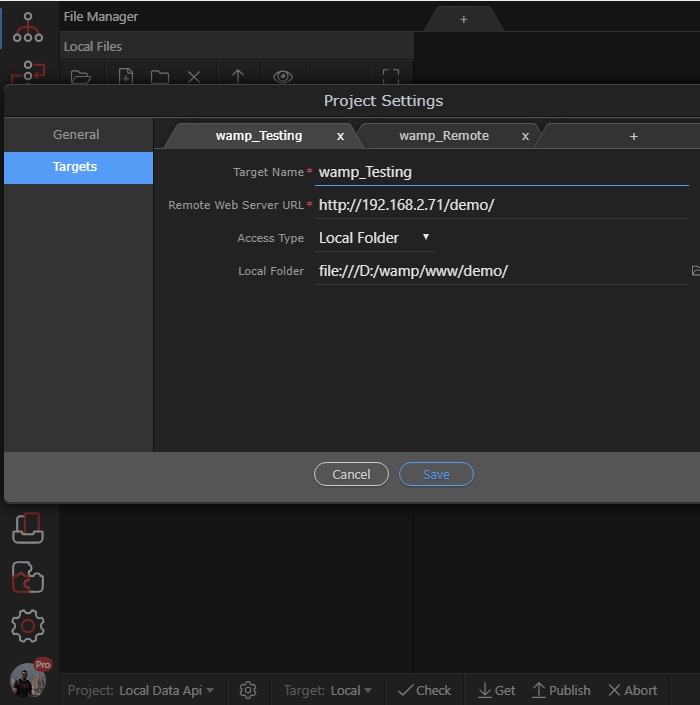 File Manager
+
Local Files
Project Settings
General
Targets
wamp_Testing x wamp_Remote x +
Target Name* wamp_Testing
Remote Web Server URL* http://192.168.2.71/demo/
Access Type Local Folder
Local Folder file:///D:/wamp/www/demo/
Cancel Save
Pro
Project: Local Data Api Target: Local Check Get Publish Abort